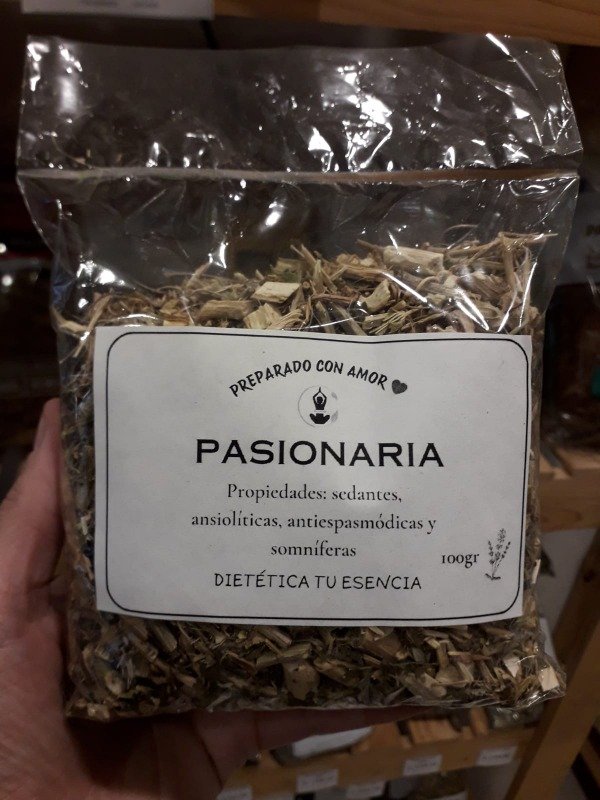 PREPARADO CON AMOR
PASIONARIA
Propiedades: sedantes,
ansiolíticas, antiespasmódicas y
somníferas
100gr
DIETÉTICA TU ESENCIA